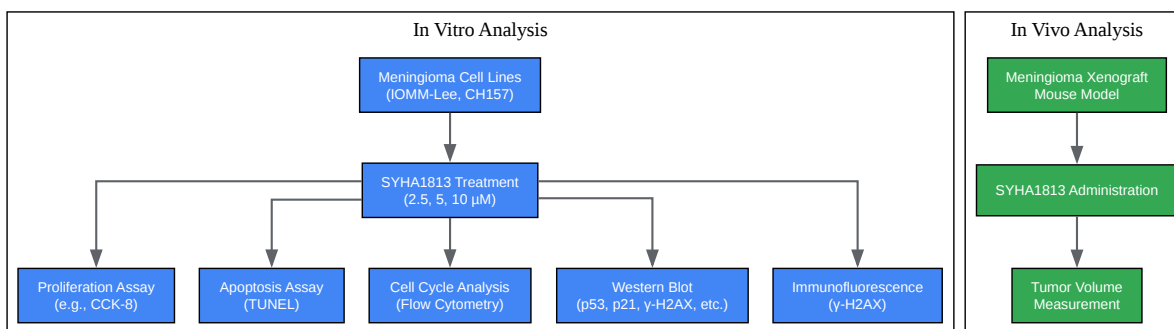 In Vitro Analysis
Meningioma Cell Lines
(IOMM-Lee, CH157)
SYHA1813 Treatment
(2.5, 5, 10 µM)
Proliferation Assay
(e.g., CCK-8)
Apoptosis Assay
(TUNEL)
Cell Cycle Analysis
(Flow Cytometry)
Western Blot
(p53, p21, γ-H2AX, etc.)
Immunofluorescence
(γ-H2AX)
In Vivo Analysis
Meningioma Xenograft
Mouse Model
SYHA1813 Administration
Tumor Volume
Measurement